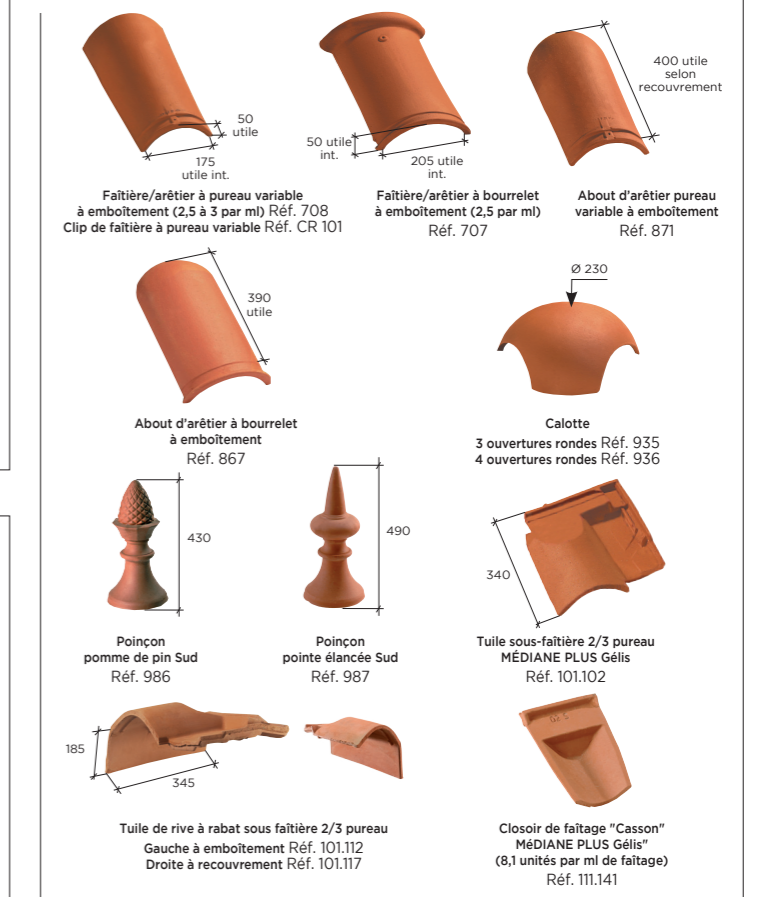 50
utile
175
utile int.
Faîtière/arêtier à pureau variable
à emboîtement (2,5 à 3 par ml) Réf. 708
Clip de faîtière à pureau variable Réf. CR 101
50 utile
int.
205 utile
int.
Faîtière/arêtier à bourrelet
à emboîtement (2,5 par ml)
Réf. 707
400 utile
selon
recouvrement
About d'arêtier pureau
variable à emboîtement
Réf. 871
390
utile
About d'arêtier à bourrelet
à emboîtement
Réf. 867
Ø 230
Calotte
3 ouvertures rondes Réf. 935
4 ouvertures rondes Réf. 936
430
Poinçon
pomme de pin Sud
Réf. 986
490
Poinçon
pointe élancée Sud
Réf. 987
340
Tuile sous-faîtière 2/3 pureau
MÉDIANE PLUS Gélis
Réf. 101.102
185
345
Tuile de rive à rabat sous faîtière 2/3 pureau
Gauche à emboîtement Réf. 101.112
Droite à recouvrement Réf. 101.117
Closoir de faîtage "Casson"
MéDIANE PLUS Gélis"
(8,1 unités par ml de faîtage)
Réf. 111.141